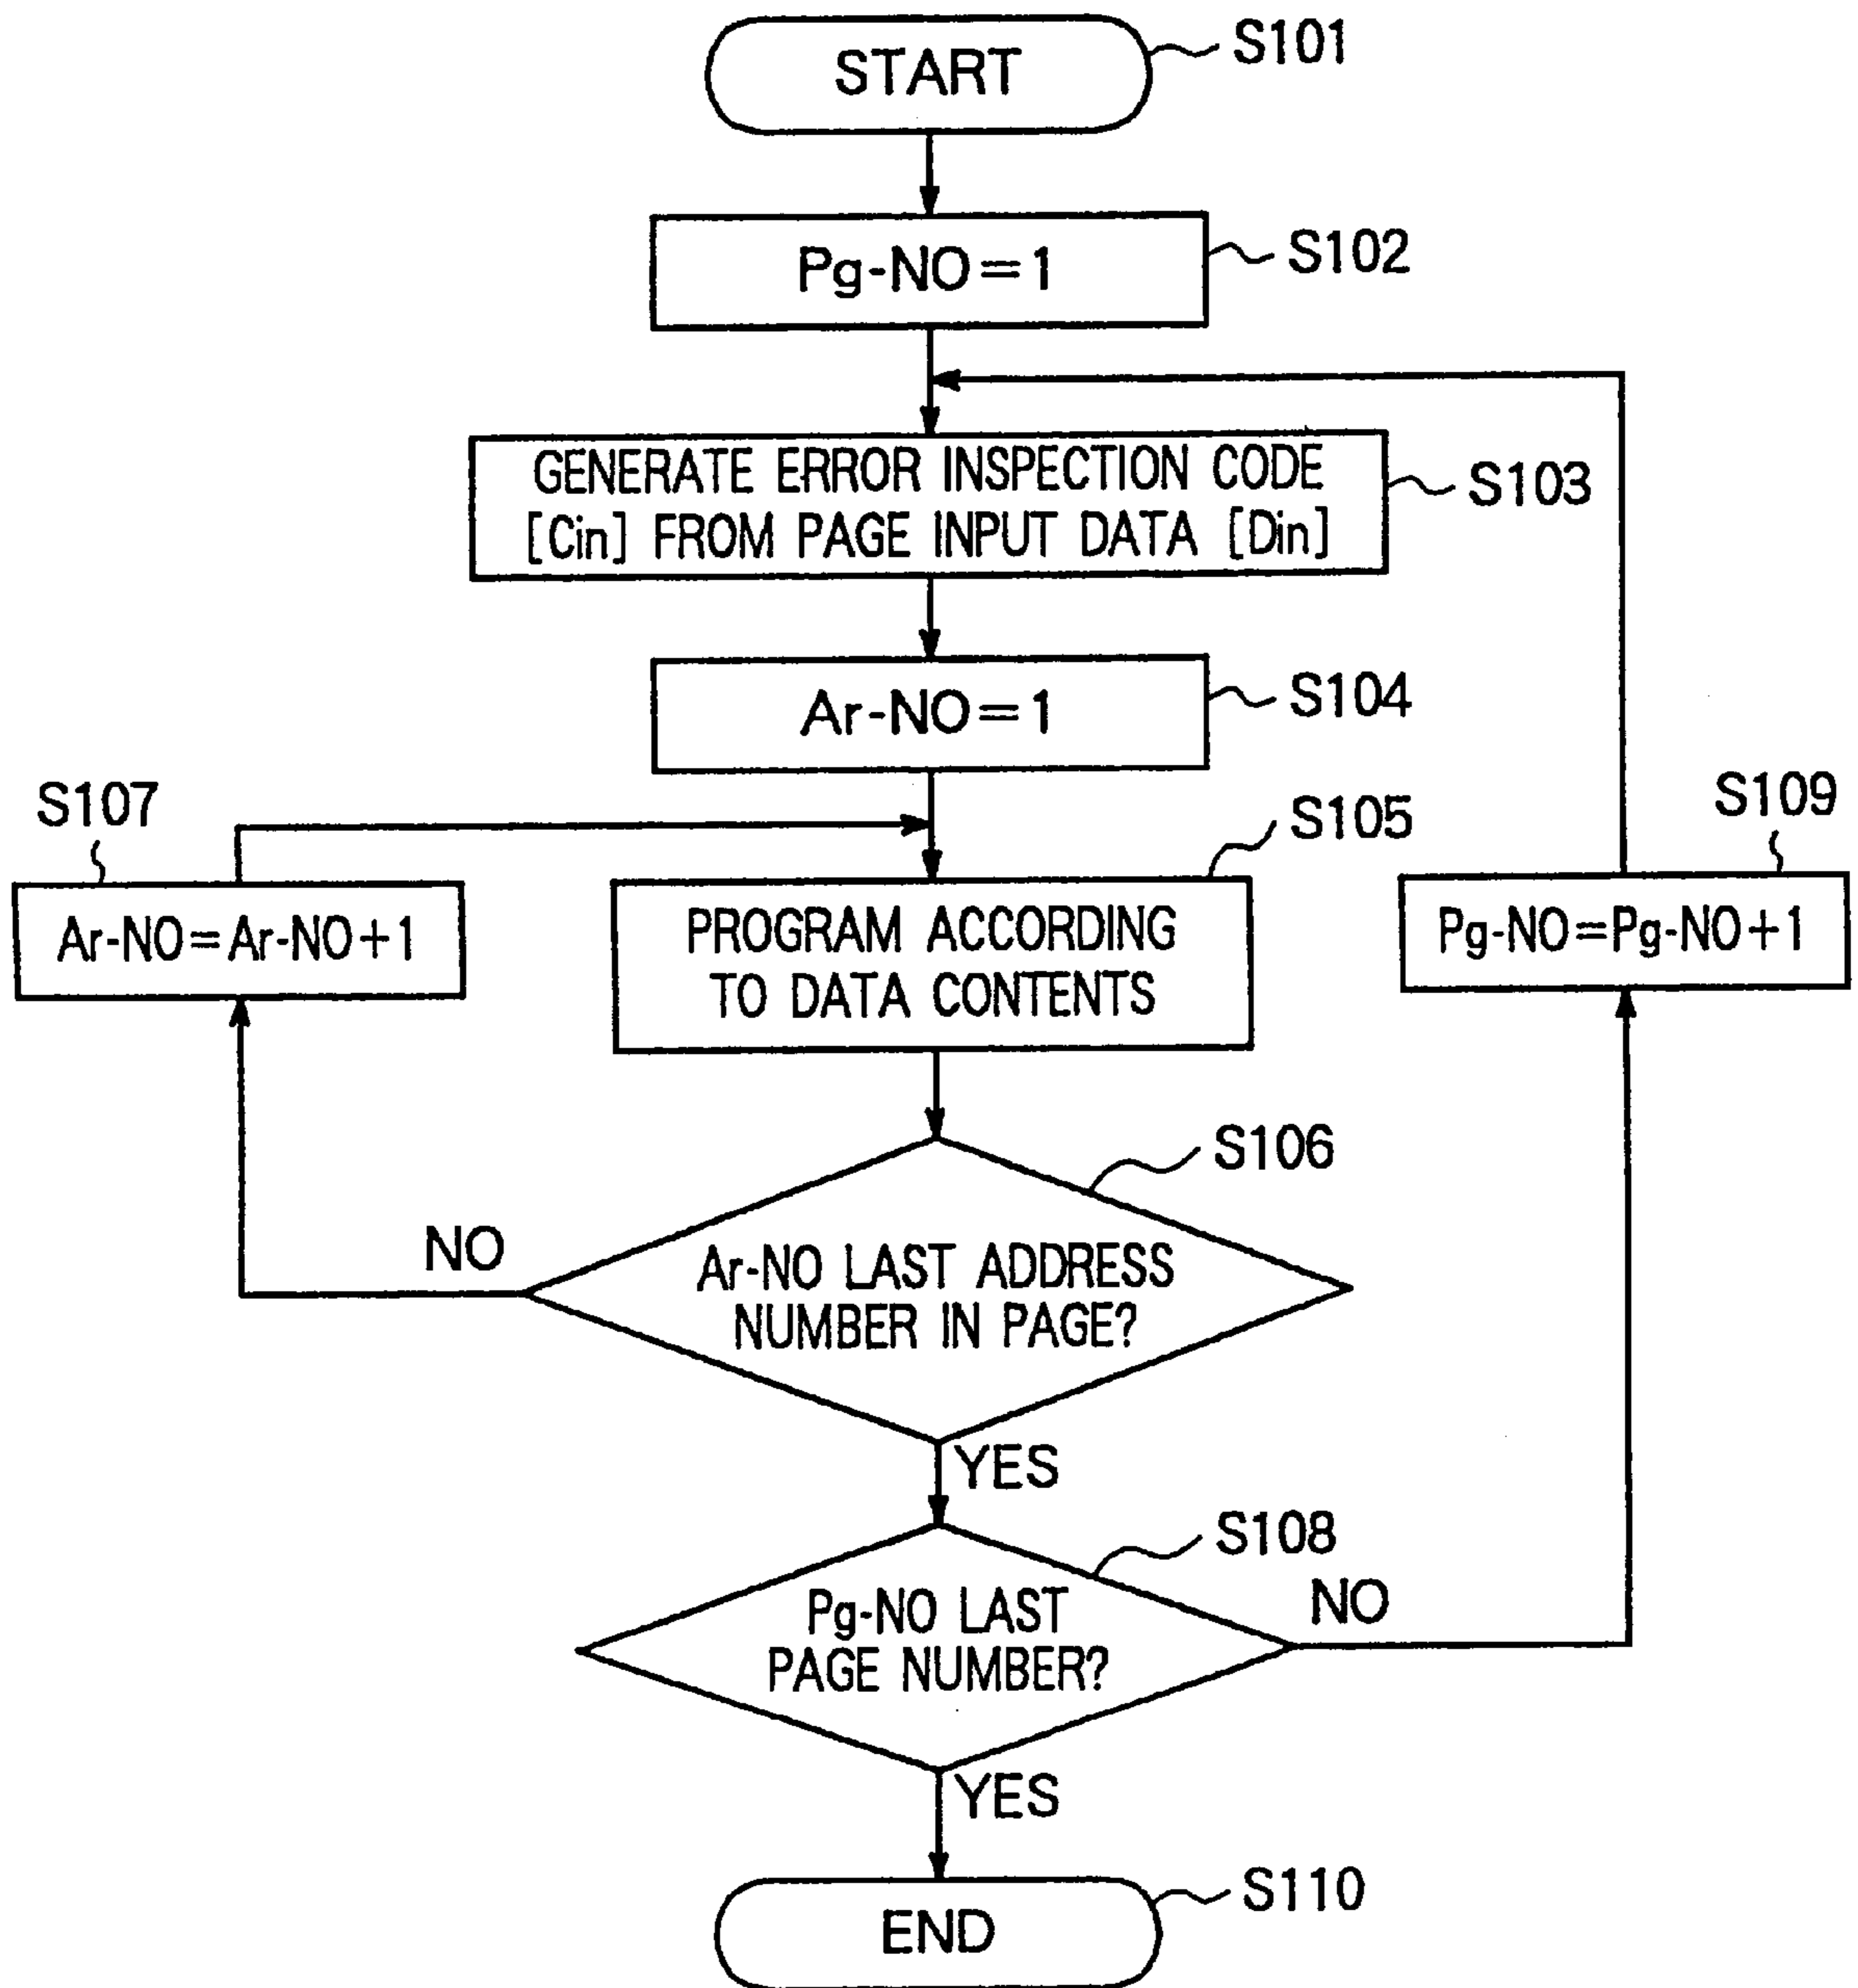 START
S101
Pg-NO=1
S102
GENERATE ERROR INSPECTION CODE
[Cin] FROM PAGE INPUT DATA [Din]
S103
Ar-NO=1
S104
S107
Ar-NO=Ar-NO+1
S105
PROGRAM ACCORDING
TO DATA CONTENTS
S109
Pg-NO=Pg-NO+1
S106
NO
Ar-NO LAST ADDRESS
NUMBER IN PAGE?
YES
S108
Pg-NO LAST
PAGE NUMBER?
NO
YES
END
S110